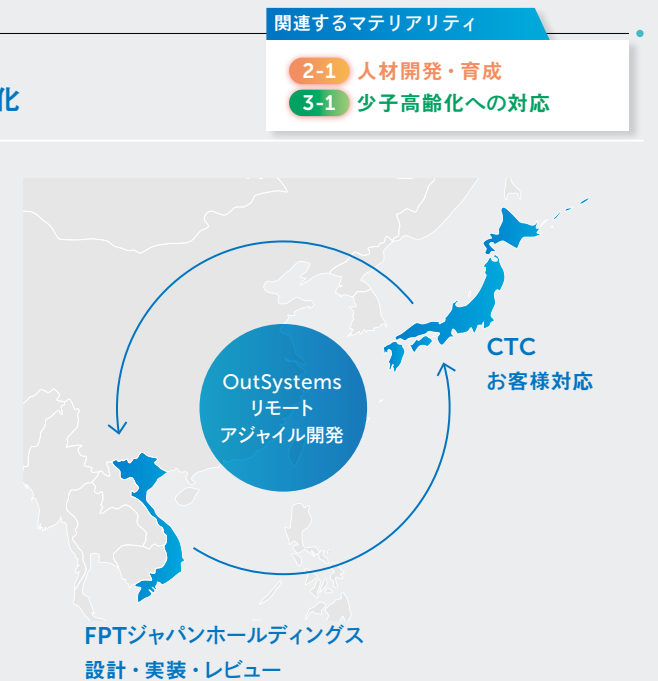 関連するマテリアリティ
2-1 人材開発・育成
3-1 少子高齢化への対応
化
OutSystems
リモート
アジャイル開発
CTC
お客様対応
FPTジャパンホールディングス
設計・実装・レビュー